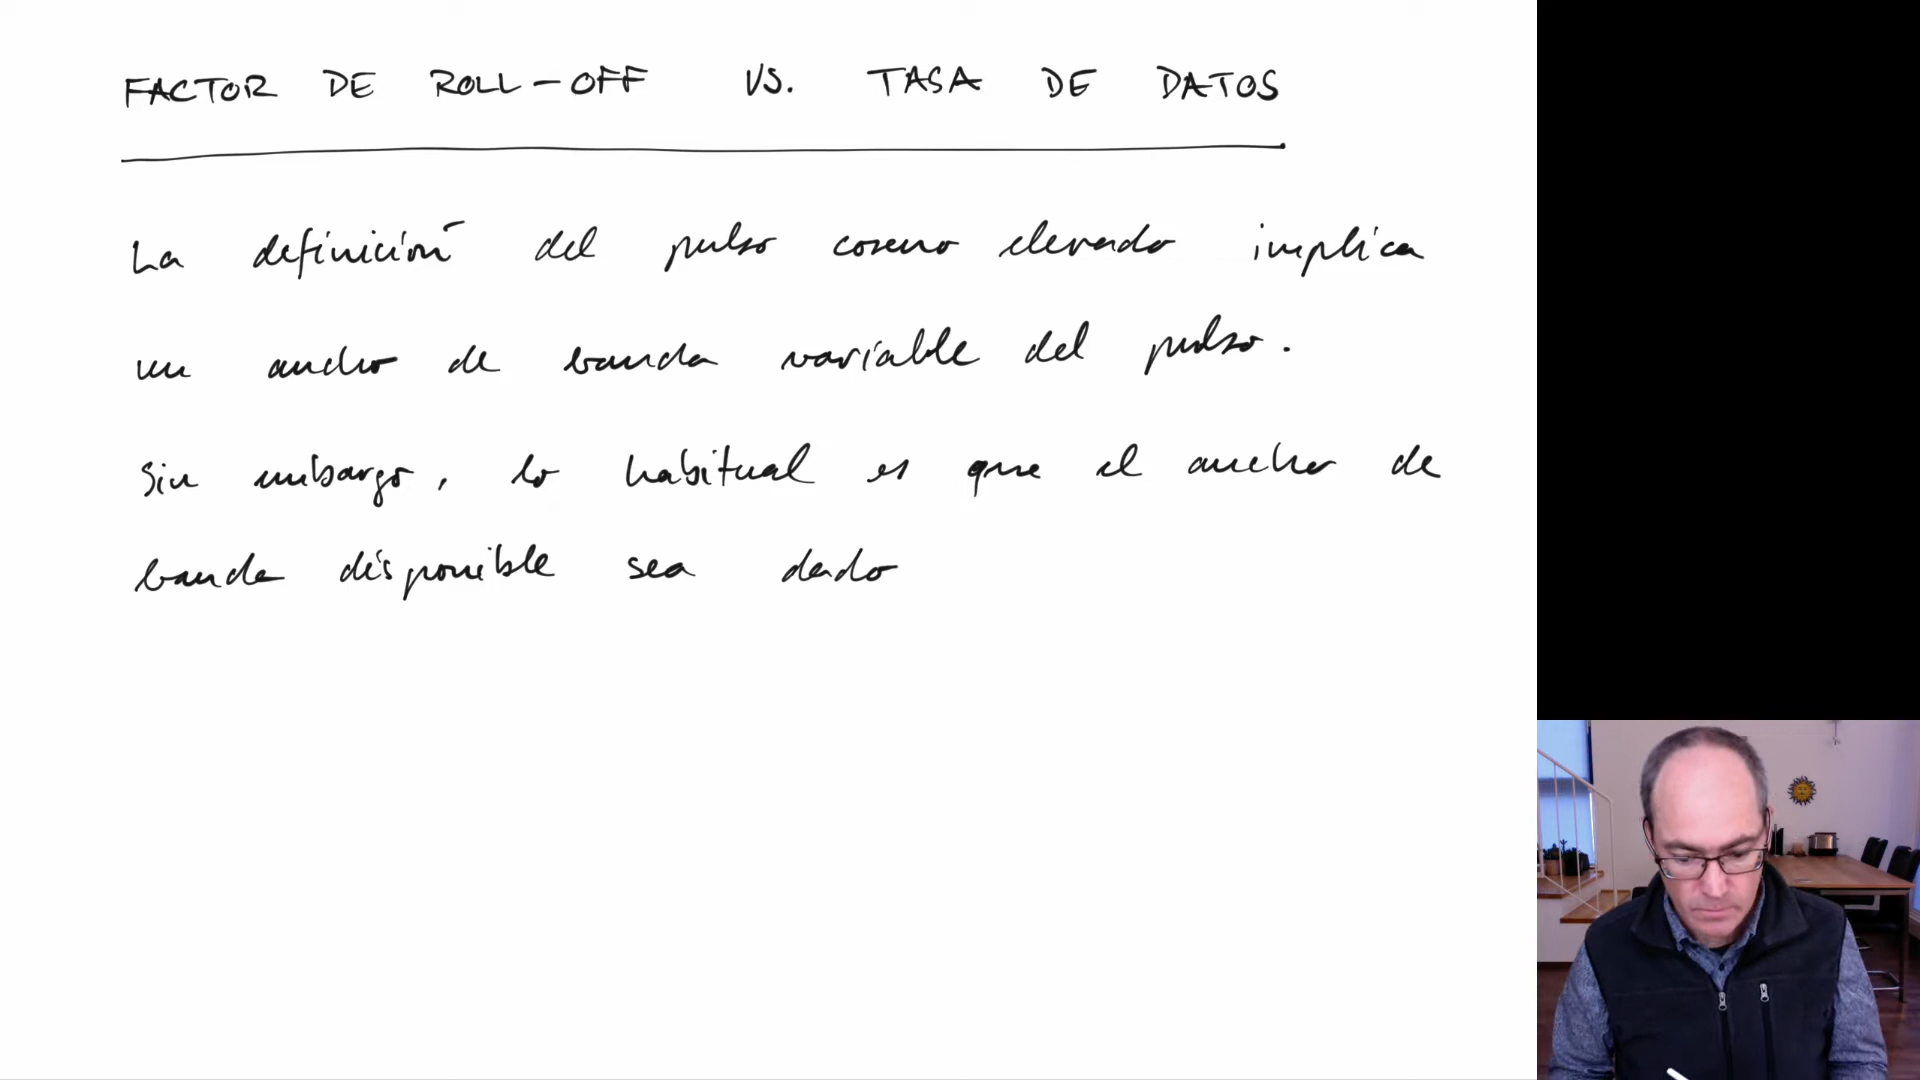 FACTOR DE ROLL-OFF VS. TASA DE DATOS
La definición del pulso coseno elevado implica
un ancho de banda variable del pulso.
Sin embargo, lo habitual es que el ancho de
banda disponible sea dado